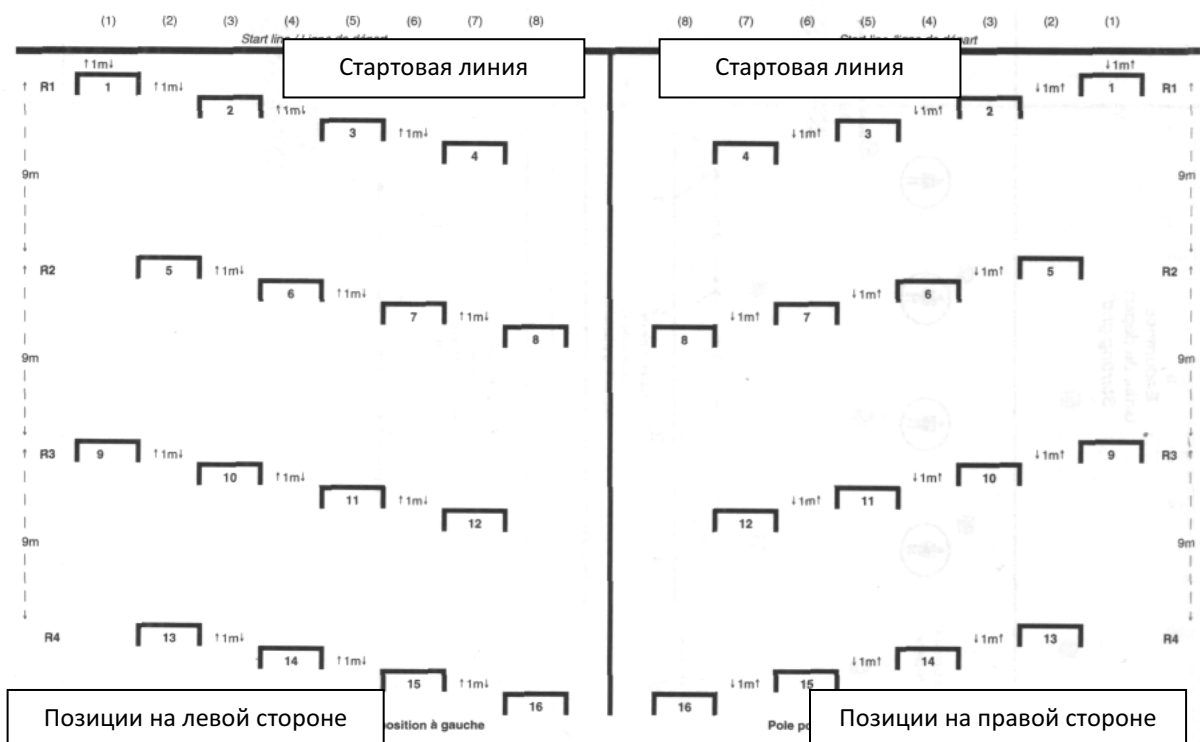 (1) (2) (3) (4) (5) (6) (7) (8) (8) (7) (6) (5) (4) (3) (2) (1)
Стартовая линия Стартовая линия
↑1m↓ ↓1m↑
R1 1 ↑1m↓ ↓1m↑ 1 R1
2 ↑1m↓ ↓1m↑ 2
3 ↑1m↓ ↓1m↑ 3
4 4
9m 9m
R2 5 ↑1m↓ ↓1m↑ 5 R2
6 ↑1m↓ ↓1m↑ 6
7 ↑1m↓ ↓1m↑ 7
8 8
9m 9m
R3 9 ↑1m↓ ↓1m↑ 9 R3
10 ↑1m↓ ↓1m↑ 10
11 ↑1m↓ ↓1m↑ 11
12 12
9m 9m
R4 13 ↑1m↓ ↓1m↑ 13 R4
14 ↑1m↓ ↓1m↑ 14
15 ↑1m↓ ↓1m↑ 15
16 16
Позиции на левой стороне Позиции на правой стороне
à gauche Pole